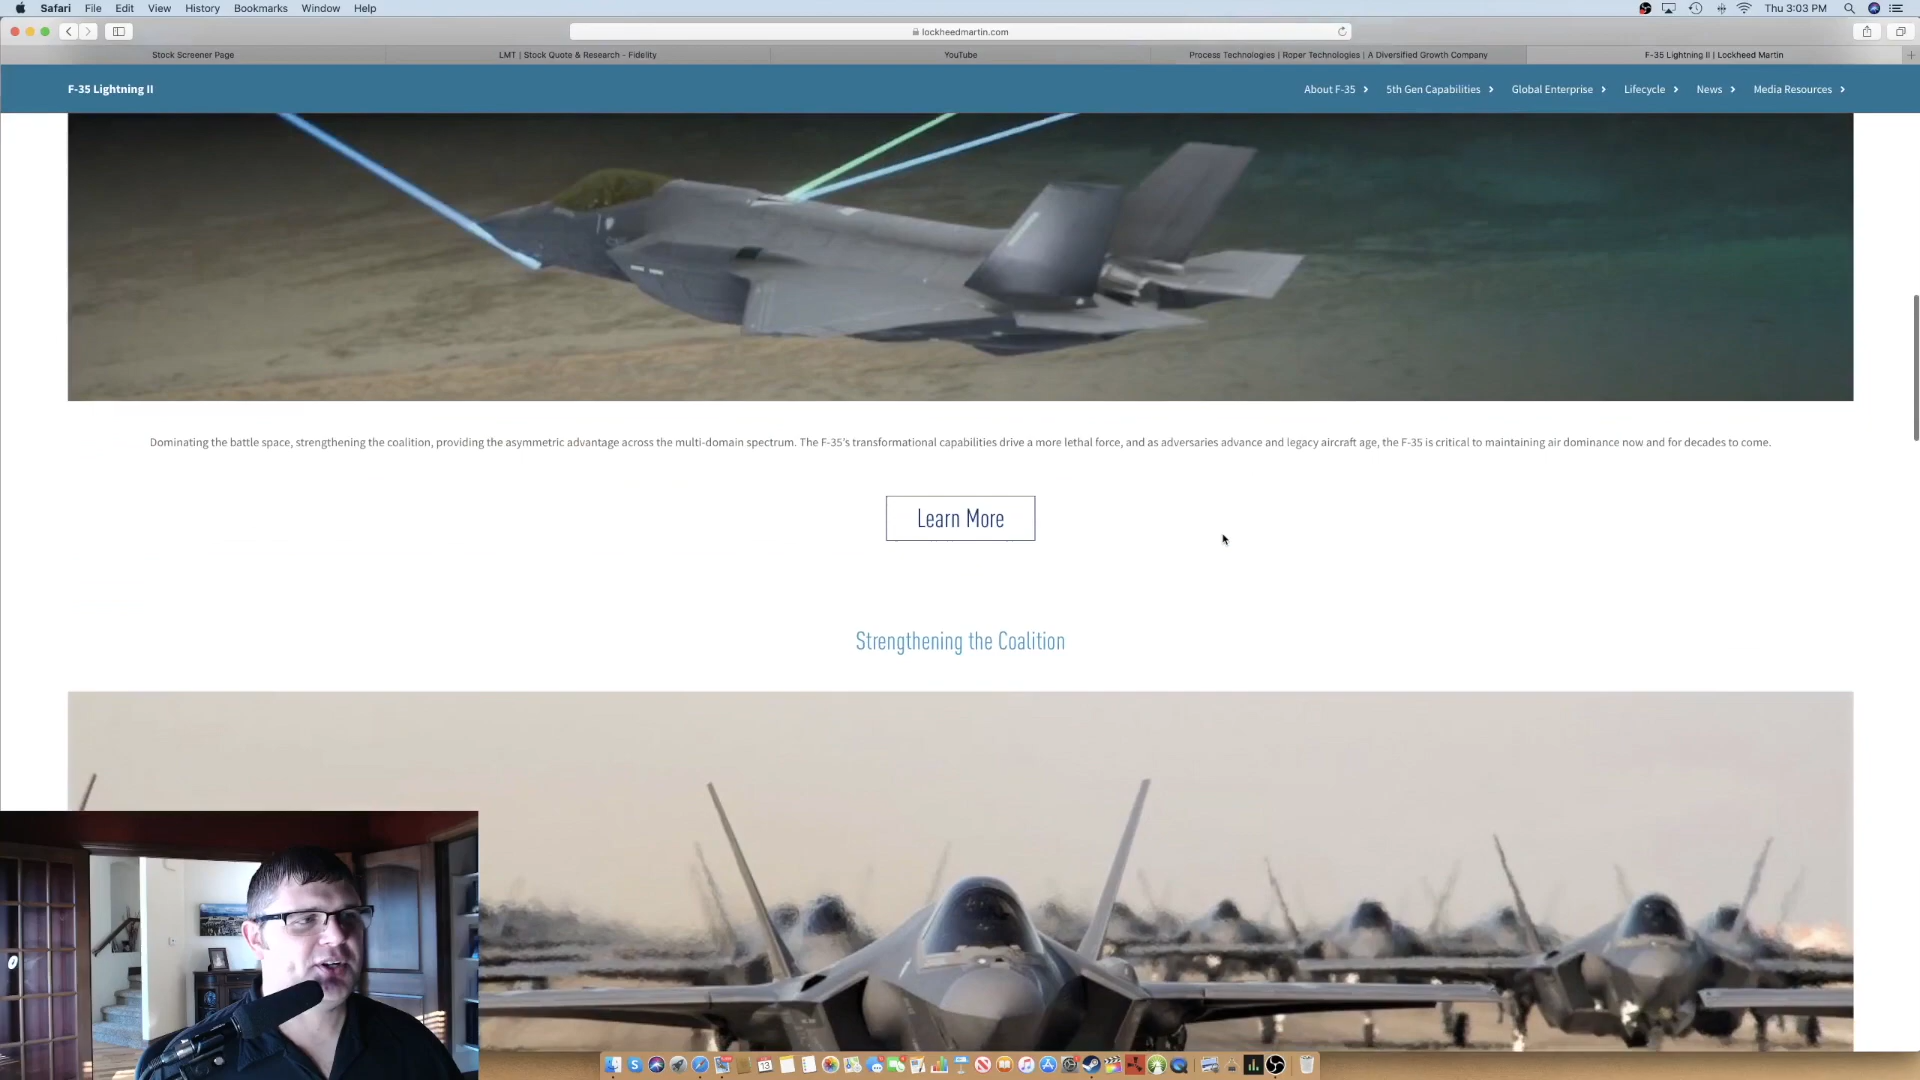 Safari File Edit View History Bookmarks Window Help Thu 3:03 PM
lockheedmartin.com
Stock Screener Page LMT | Stock Quote & Research - Fidelity YouTube Process Technologies | Roper Technologies | A Diversified Growth Company F-35 Lightning II | Lockheed Martin
F-35 Lightning II About F-35 5th Gen Capabilities Global Enterprise Lifecycle News Media Resources
Dominating the battle space, strengthening the coalition, providing the asymmetric advantage across the multi-domain spectrum. The F-35's transformational capabilities drive a more lethal force, and as adversaries advance and legacy aircraft age, the F-35 is critical to maintaining air dominance now and for decades to come.
Learn More
Strengthening the Coalition